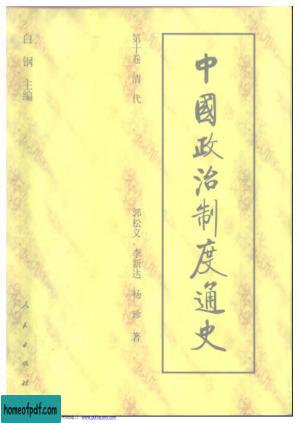 中國政治制度通史
第十卷 清代
郭松义 李新达 杨珍 著
白钢 主编
人民出版社
homeofpdf.com